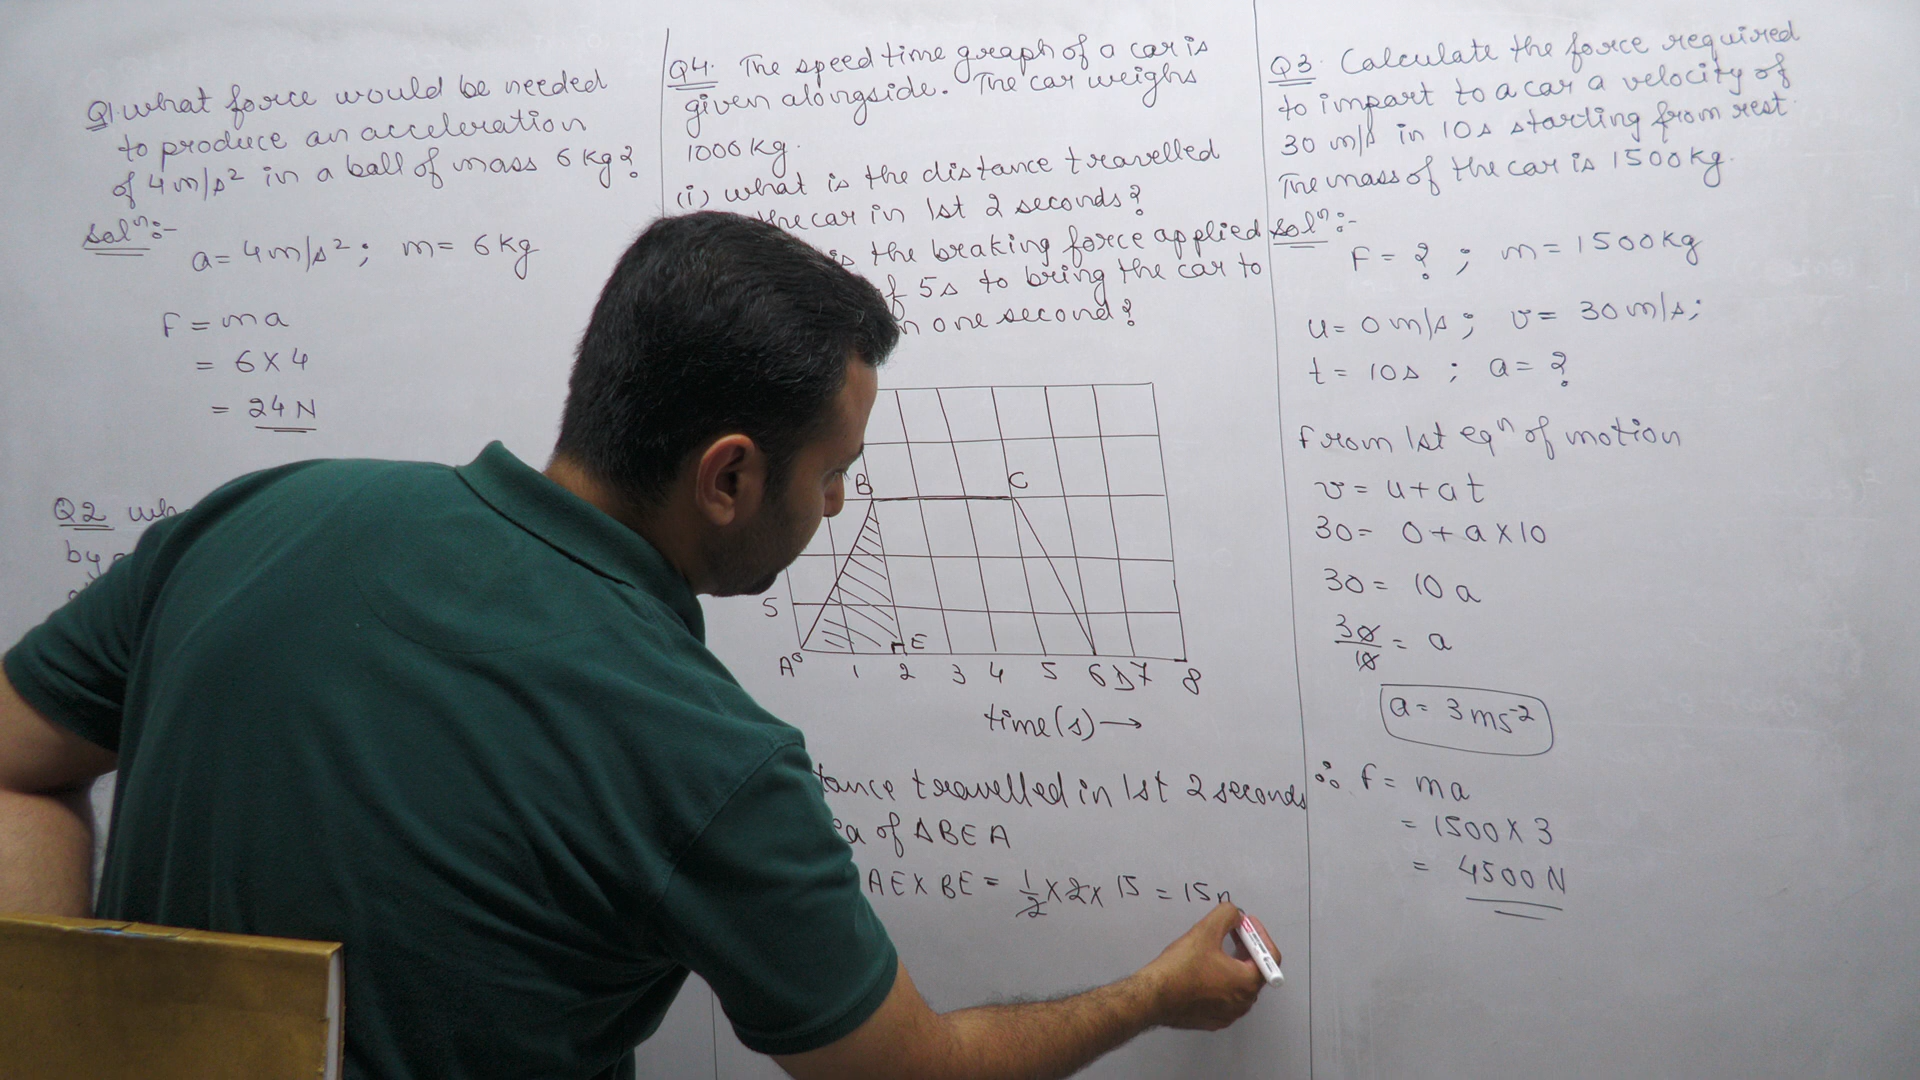 Q1. What force would be needed
to produce an acceleration
of 4 m/s² in a ball of mass 6 kg?
Solⁿ:-
a = 4 m/s² ; m = 6 kg
F = ma
= 6 X 4
= 24 N
Q2
by
Q4. The speed time graph of a car is
given alongside. The car weighs
1000 kg.
(i) what is the distance travelled
the car in 1st 2 seconds?
is the braking force applied
of 5s to bring the car to
one second?
B C
5
A 0 1 2 E 3 4 5 6 D 7 8
time (s) →
travelled in 1st 2 seconds
of ΔBEA
AE X BE = 1/2 X 2 X 15 = 15
Q3. Calculate the force required
to impart to a car a velocity of
30 m/s in 10s starting from rest.
The mass of the car is 1500 kg.
Solⁿ:-
F = ? ; m = 1500 kg
u = 0 m/s ; v = 30 m/s ;
t = 10s ; a = ?
From 1st eqⁿ of motion
v = u + at
30 = 0 + a X 10
30 = 10 a
30/10 = a
a = 3 ms⁻²
∴ F = ma
= 1500 X 3
= 4500 N